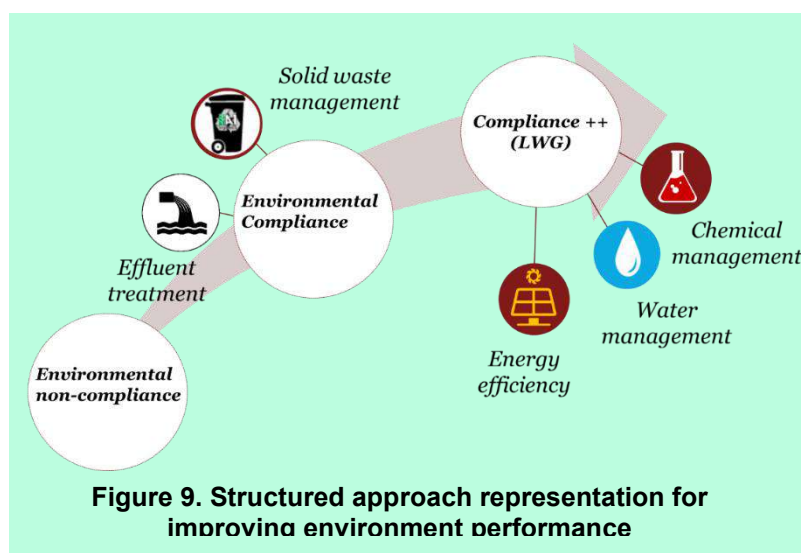 Solid waste
management
Compliance ++
(LWG)
Environmental
Compliance
Chemical
management
Effluent
treatment
Water
management
Energy
efficiency
Environmental
non-compliance
Figure 9. Structured approach representation for
improving environment performance